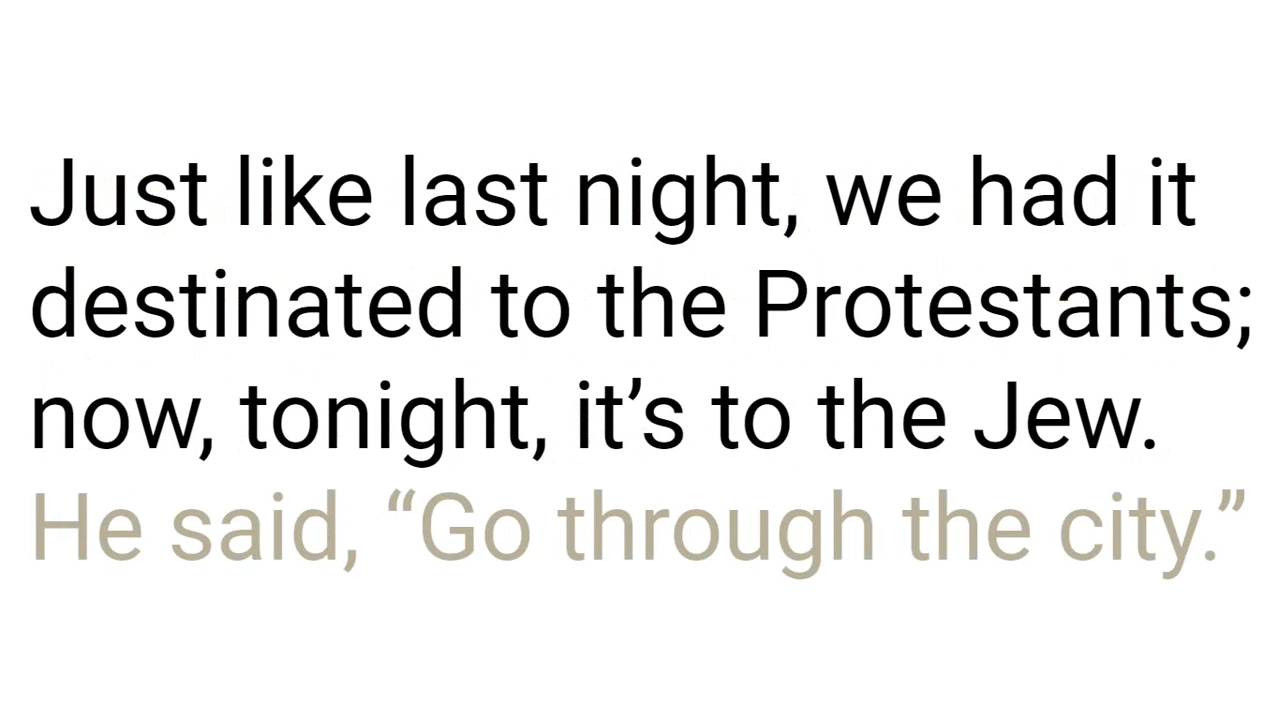 Just like last night, we had it
destinated to the Protestants;
now, tonight, it’s to the Jew.
He said, “Go through the city.”